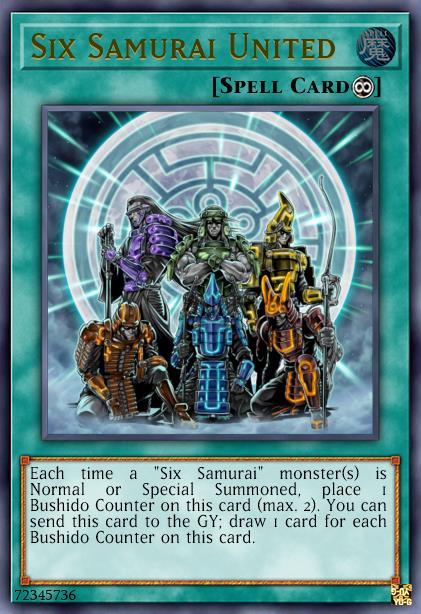 Six Samurai United
魔
[Spell Card]
Each time a "Six Samurai" monster(s) is
Normal or Special Summoned, place 1
Bushido Counter on this card (max. 2). You can
send this card to the GY; draw 1 card for each
Bushido Counter on this card.
72345736